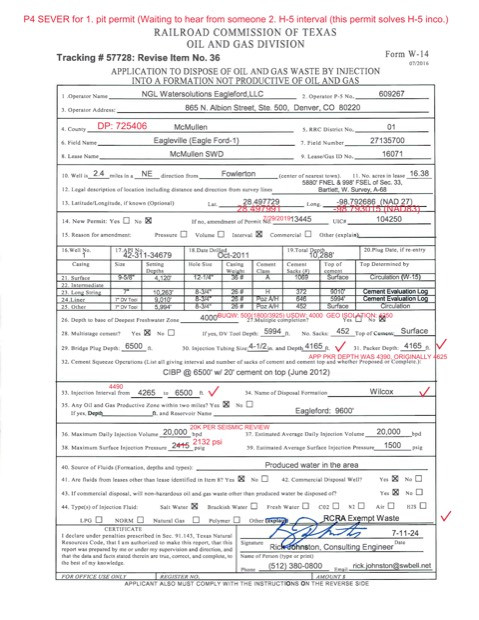 P4 SEVER for 1. pit permit (Waiting to hear from someone 2. H-5 interval (this permit solves H-5 inco.)
RAILROAD COMMISSION OF TEXAS
OIL AND GAS DIVISION
Tracking # 57728: Revise Item No. 36
Form W-14
07/2016
APPLICATION TO DISPOSE OF OIL AND GAS WASTE BY INJECTION
INTO A FORMATION NOT PRODUCTIVE OF OIL AND GAS
1 .Operator Name NGL Watersolutions Eagleford,LLC 2. Operator P-5 No. 609267
3. Operator Address: 865 N. Albion Street, Ste. 500, Denver, CO 80220
DP: 725406
4. County McMullen 5. RRC District No. 01
6. Field Name Eagleville (Eagle Ford-1) 7. Field Number 27135700
8. Lease Name McMullen SWD 9. Lease/Gas ID No. 16071
10. Well is 2.4 miles in a NE direction from Fowlerton (center of nearest town). 11. No. acres in lease 16.38
12. Legal description of location including distance and direction from survey lines 5880' FNEL & 998' FSEL of Sec. 33, Bartlett, W. Survey, A-68
13. Latitude/Longitude, if known (Optional) Lat. 28.497729 Long. -98.792686 (NAD 27)
28.497991 -98.793015 (NAD83)
14. New Permit: Yes ☐ No ☒ If no, amendment of Permit No. 13445 UIC# 104250
15. Reason for amendment: Pressure ☐ Volume ☐ Interval ☒ Commercial ☐ Other (explain)
16.Well No. 17.API No. 42-311-34679 18.Date Drilled Oct-2011 19.Total Depth 10,288' 20.Plug Date, if re-entry
Casing Size Setting Depths Hole Size Casing Weight Cement Class Cement Sacks (#) Top of cement Top Determined by
21. Surface 9-5/8" 4,120' 12-1/4" 36 # A 1069 Surface Circulation (W-15)
22. Intermediate
23. Long String 7" 10,263' 8-3/4" 26 # H 372 9010' Cement Evaluation Log
24.Liner 1" DV Tool 9,010' 8-3/4" 26 # Poz A/H 646 5994' Cement Evaluation Log
25. Other " DV Tool 5,994' 8-3/4" 26 # Poz A/H 452 Surface Circulation
26. Depth to base of Deepest Freshwater Zone 4000' 27.Multiple completion? Yes ☐ No ☒
28. Multistage cement? Yes ☒ No ☐ If yes, DV Tool Depth: 5994 ft. No. Sacks: 452 Top of Cement: Surface
29. Bridge Plug Depth: 6500 ft. 30. Injection Tubing Size 4-1/2 in. and Depth 4165 ft. 31. Packer Depth: 4165 ft.
APP PKR DEPTH WAS 4390, ORIGINALLY 4625
32. Cement Squeeze Operations (List all giving interval and number of sacks of cement and cement top and whether Proposed or Complete.):
CIBP @ 6500' w/ 20' cement on top (June 2012)
4490
33. Injection Interval from 4265 to 6500 ft. 34. Name of Disposal Formation Wilcox
35. Any Oil and Gas Productive Zone within two miles? Yes ☒ No ☐
If yes, Depth ft. and Reservoir Name Eagleford: 9600'
20K PER SEISMIC REVIEW
36. Maximum Daily Injection Volume 20,000 bpd 37. Estimated Average Daily Injection Volume 20,000 bpd
38. Maximum Surface Injection Pressure 2415 2132 psi psig 39. Estimated Average Surface Injection Pressure 1500 psig
40. Source of Fluids (Formation, depths and types): Produced water in the area
41. Are fluids from leases other than lease identified in Item 8? Yes ☒ No ☐ 42. Commercial Disposal Well? Yes ☒ No ☐
43. If commercial disposal, will non-hazardous oil and gas waste other than produced water be disposed of? Yes ☒ No ☐
44. Type(s) of Injection Fluid: Salt Water ☒ Brackish Water ☐ Fresh Water ☐ CO2 ☐ N2 ☐ Air ☐ H2S ☐
LPG ☐ NORM ☐ Natural Gas ☐ Polymer ☐ Other RCRA Exempt Waste
CERTIFICATE
I declare under penalties prescribed in Sec. 91.143, Texas Natural
Resources Code, that I am authorized to make this report, that this
report was prepared by me or under my supervision and direction, and
that the data and facts stated therein are true, correct, and complete, to
the best of my knowledge.
7-11-24
Signature Date
Rick Johnston, Consulting Engineer
Name of Person (type or print)
Phone (512) 380-0800 Email rick.johnston@swbell.net
FOR OFFICE USE ONLY REGISTER NO. AMOUNT $
APPLICANT ALSO MUST COMPLY WITH THE INSTRUCTIONS ON THE REVERSE SIDE